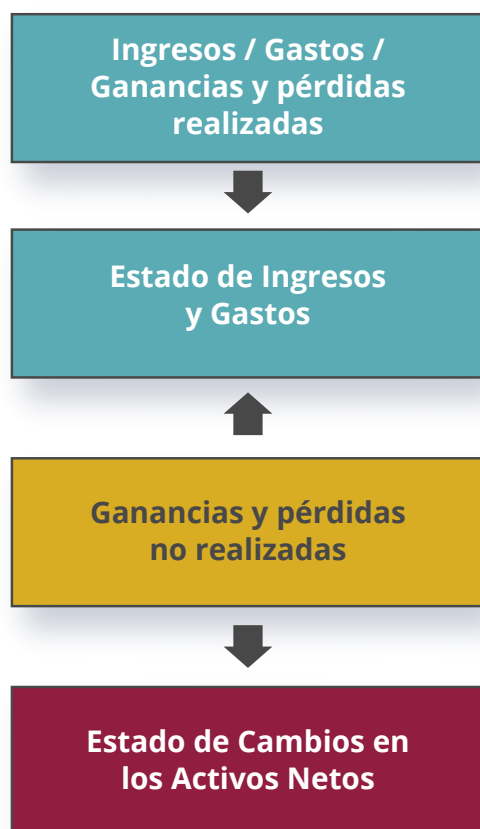 Ingresos / Gastos /
Ganancias y pérdidas
realizadas
Estado de Ingresos
y Gastos
Ganancias y pérdidas
no realizadas
Estado de Cambios en
los Activos Netos